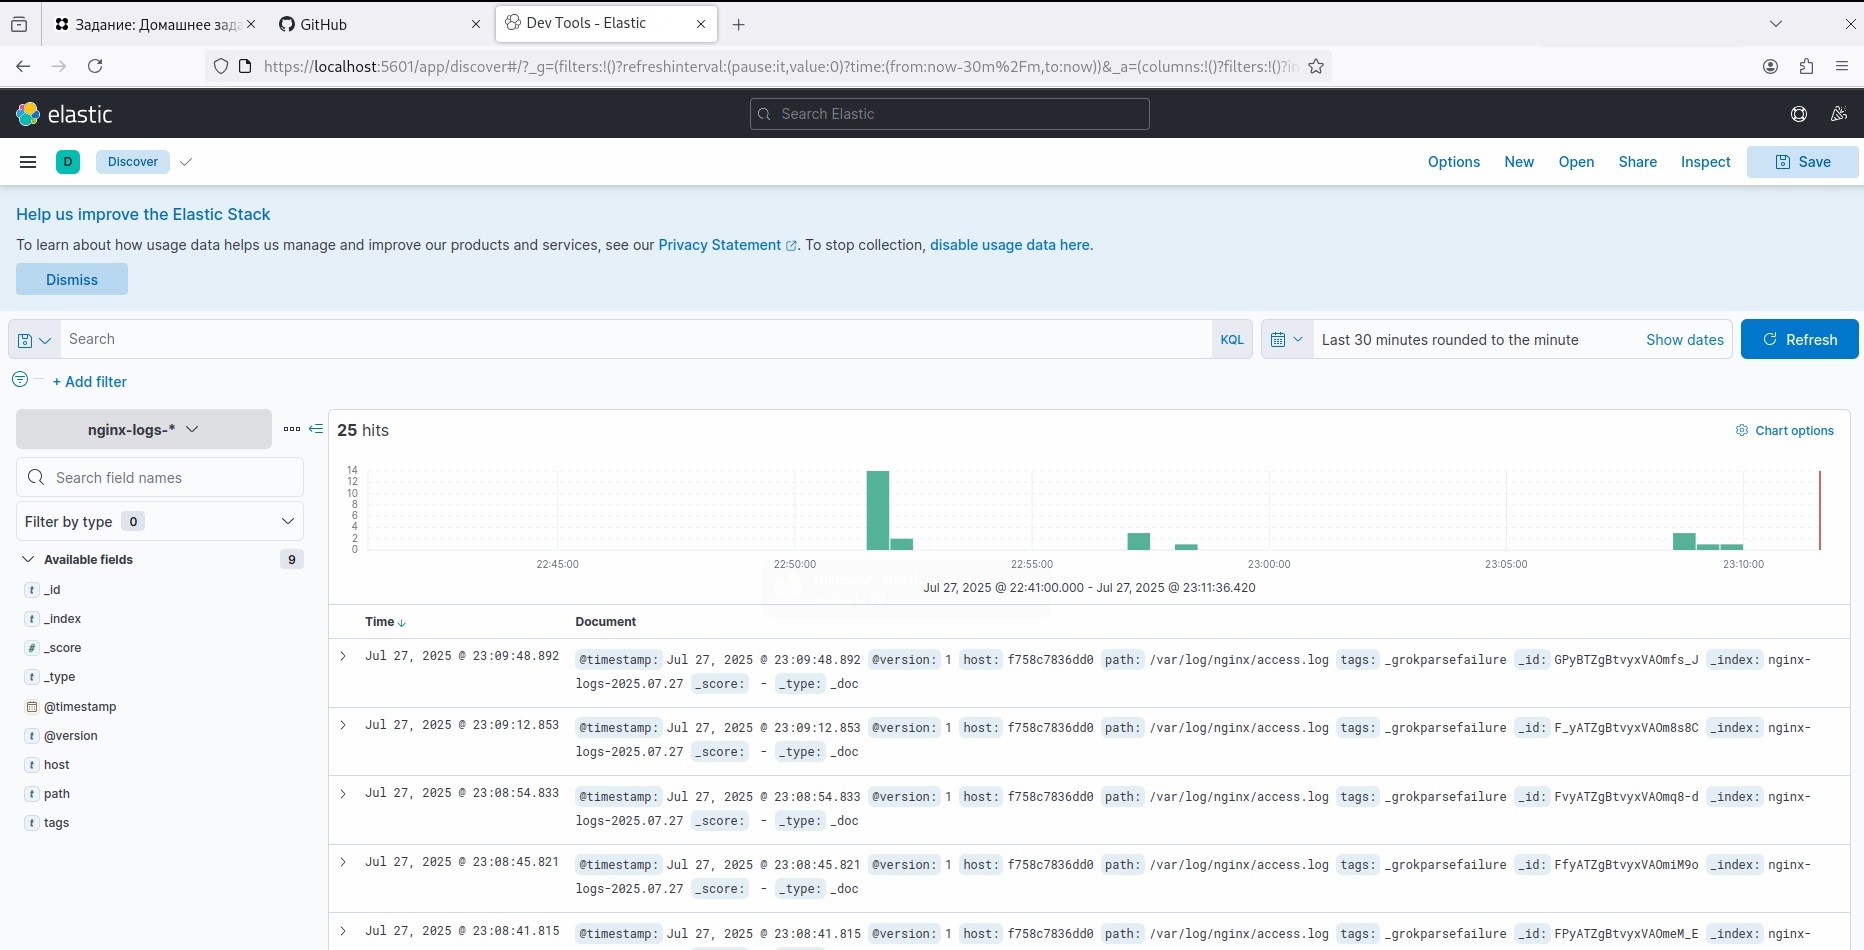 Задание: Домашнее зада
GitHub
Dev Tools - Elastic
https://localhost:5601/app/discover#/?_g=(filters:!()?refreshinterval:(pause:it,value:0)?time:(from:now-30m%2Fm,to:now))&_a=(columns:!()?filters:!()?in
elastic
Search Elastic
D
Discover
Options
New
Open
Share
Inspect
Save
Help us improve the Elastic Stack
To learn about how usage data helps us manage and improve our products and services, see our Privacy Statement. To stop collection, disable usage data here.
Dismiss
Search
KQL
Last 30 minutes rounded to the minute
Show dates
Refresh
+ Add filter
nginx-logs-*
25 hits
Chart options
Search field names
Filter by type 0
Available fields 9
t _id
t _index
# _score
t _type
@timestamp
t @version
t host
t path
t tags
14
12
10
8
6
4
2
0
22:45:00
22:50:00
22:55:00
23:00:00
23:05:00
23:10:00
Jul 27, 2025 @ 22:41:00.000 - Jul 27, 2025 @ 23:11:36.420
Time
Document
Jul 27, 2025 @ 23:09:48.892
@timestamp: Jul 27, 2025 @ 23:09:48.892 @version: 1 host: f758c7836dd0 path: /var/log/nginx/access.log tags: _grokparsefailure _id: GPyBTZgBtvyxVAOmfs_J _index: nginx-
logs-2025.07.27 _score: - _type: _doc
Jul 27, 2025 @ 23:09:12.853
@timestamp: Jul 27, 2025 @ 23:09:12.853 @version: 1 host: f758c7836dd0 path: /var/log/nginx/access.log tags: _grokparsefailure _id: F_yATZgBtvyxVAOm8s8C _index: nginx-
logs-2025.07.27 _score: - _type: _doc
Jul 27, 2025 @ 23:08:54.833
@timestamp: Jul 27, 2025 @ 23:08:54.833 @version: 1 host: f758c7836dd0 path: /var/log/nginx/access.log tags: _grokparsefailure _id: FvyATZgBtvyxVAOmq8-d _index: nginx-
logs-2025.07.27 _score: - _type: _doc
Jul 27, 2025 @ 23:08:45.821
@timestamp: Jul 27, 2025 @ 23:08:45.821 @version: 1 host: f758c7836dd0 path: /var/log/nginx/access.log tags: _grokparsefailure _id: FfyATZgBtvyxVAOmiM9o _index: nginx-
logs-2025.07.27 _score: - _type: _doc
Jul 27, 2025 @ 23:08:41.815
@timestamp: Jul 27, 2025 @ 23:08:41.815 @version: 1 host: f758c7836dd0 path: /var/log/nginx/access.log tags: _grokparsefailure _id: FPyATZgBtvyxVAOmeM_E _index: nginx-